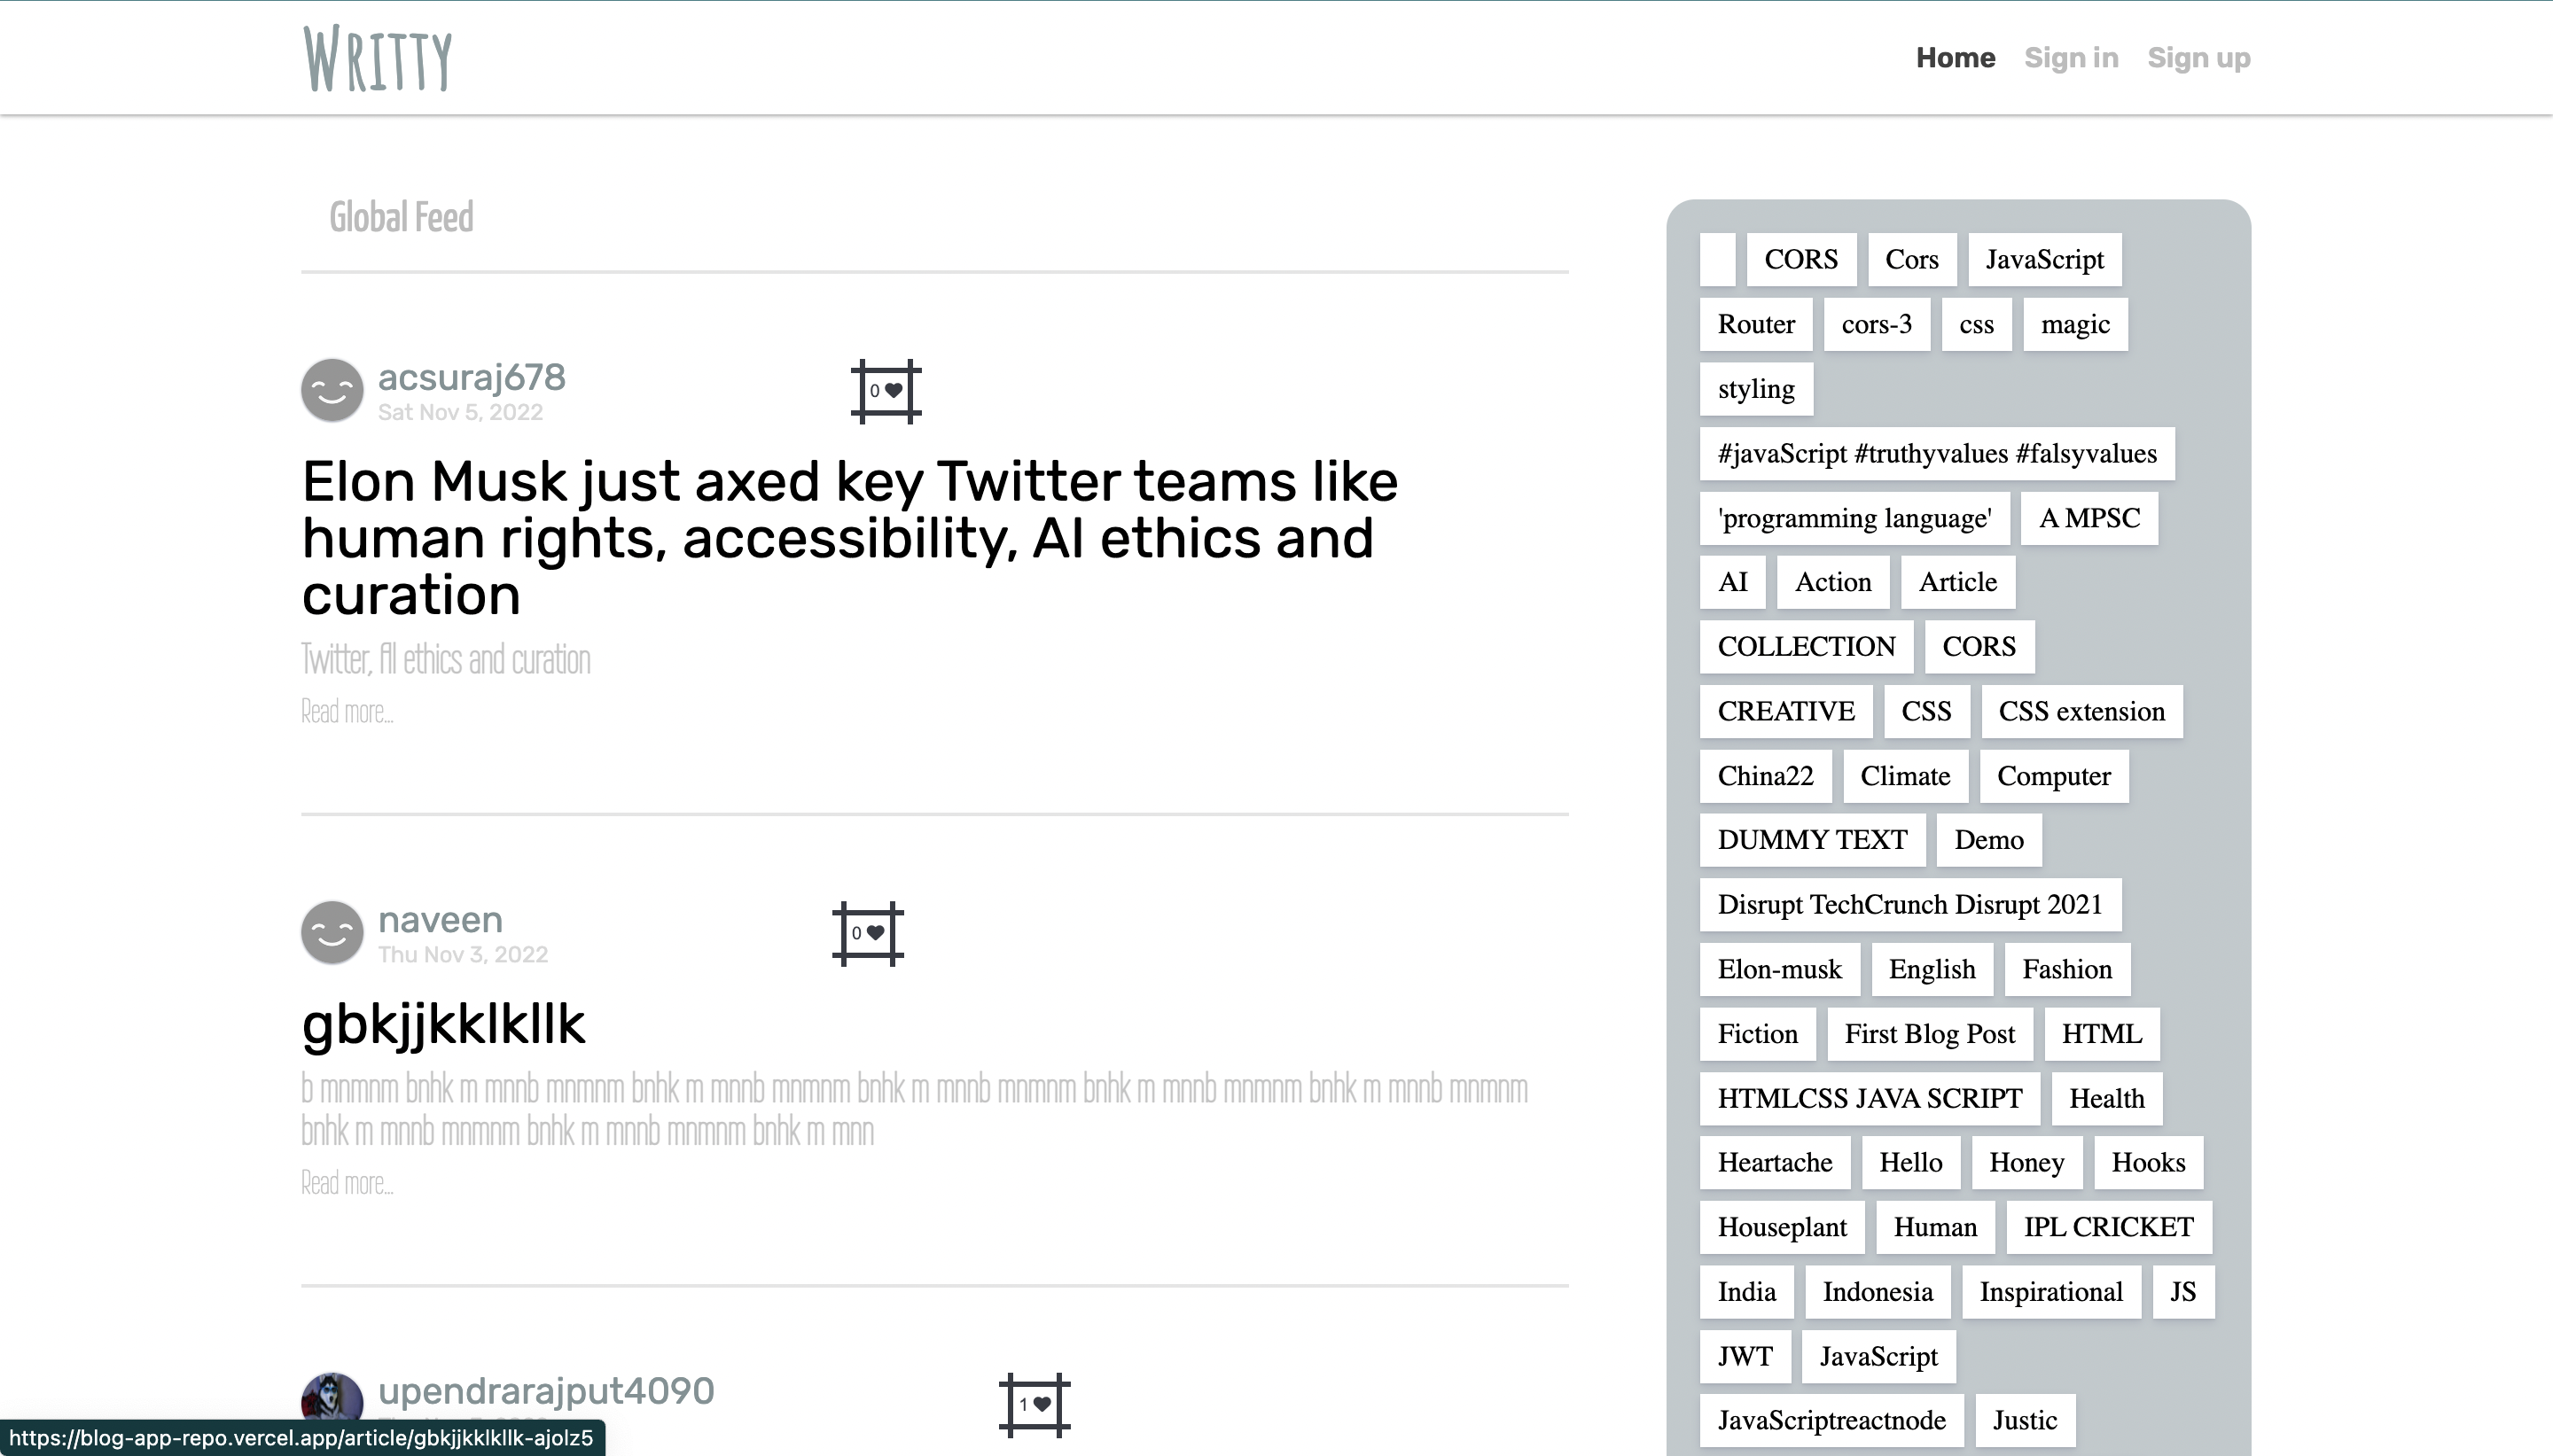 Writty
Home Sign in Sign up
Global Feed
acsuraj678
Sat Nov 5, 2022
0
Elon Musk just axed key Twitter teams like
human rights, accessibility, AI ethics and
curation
Twitter, AI ethics and curation
Read more...
naveen
Thu Nov 3, 2022
0
gbkjjkklkllk
b mnmnm bnhk m mnnb mnmnm bnhk m mnnb mnmnm bnhk m mnnb mnmnm bnhk m mnnb mnmnm bnhk m mnnb mnmnm
bnhk m mnnb mnmnm bnhk m mnnb mnmnm bnhk m mnn
Read more...
upendrarajput4090
1
CORS Cors JavaScript
Router cors-3 css magic
styling
#javaScript #truthyvalues #falsyvalues
'programming language' A MPSC
AI Action Article
COLLECTION CORS
CREATIVE CSS CSS extension
China22 Climate Computer
DUMMY TEXT Demo
Disrupt TechCrunch Disrupt 2021
Elon-musk English Fashion
Fiction First Blog Post HTML
HTMLCSS JAVA SCRIPT Health
Heartache Hello Honey Hooks
Houseplant Human IPL CRICKET
India Indonesia Inspirational JS
JWT JavaScript
JavaScriptreactnode Justic
https://blog-app-repo.vercel.app/article/gbkjjkklkllk-ajolz5